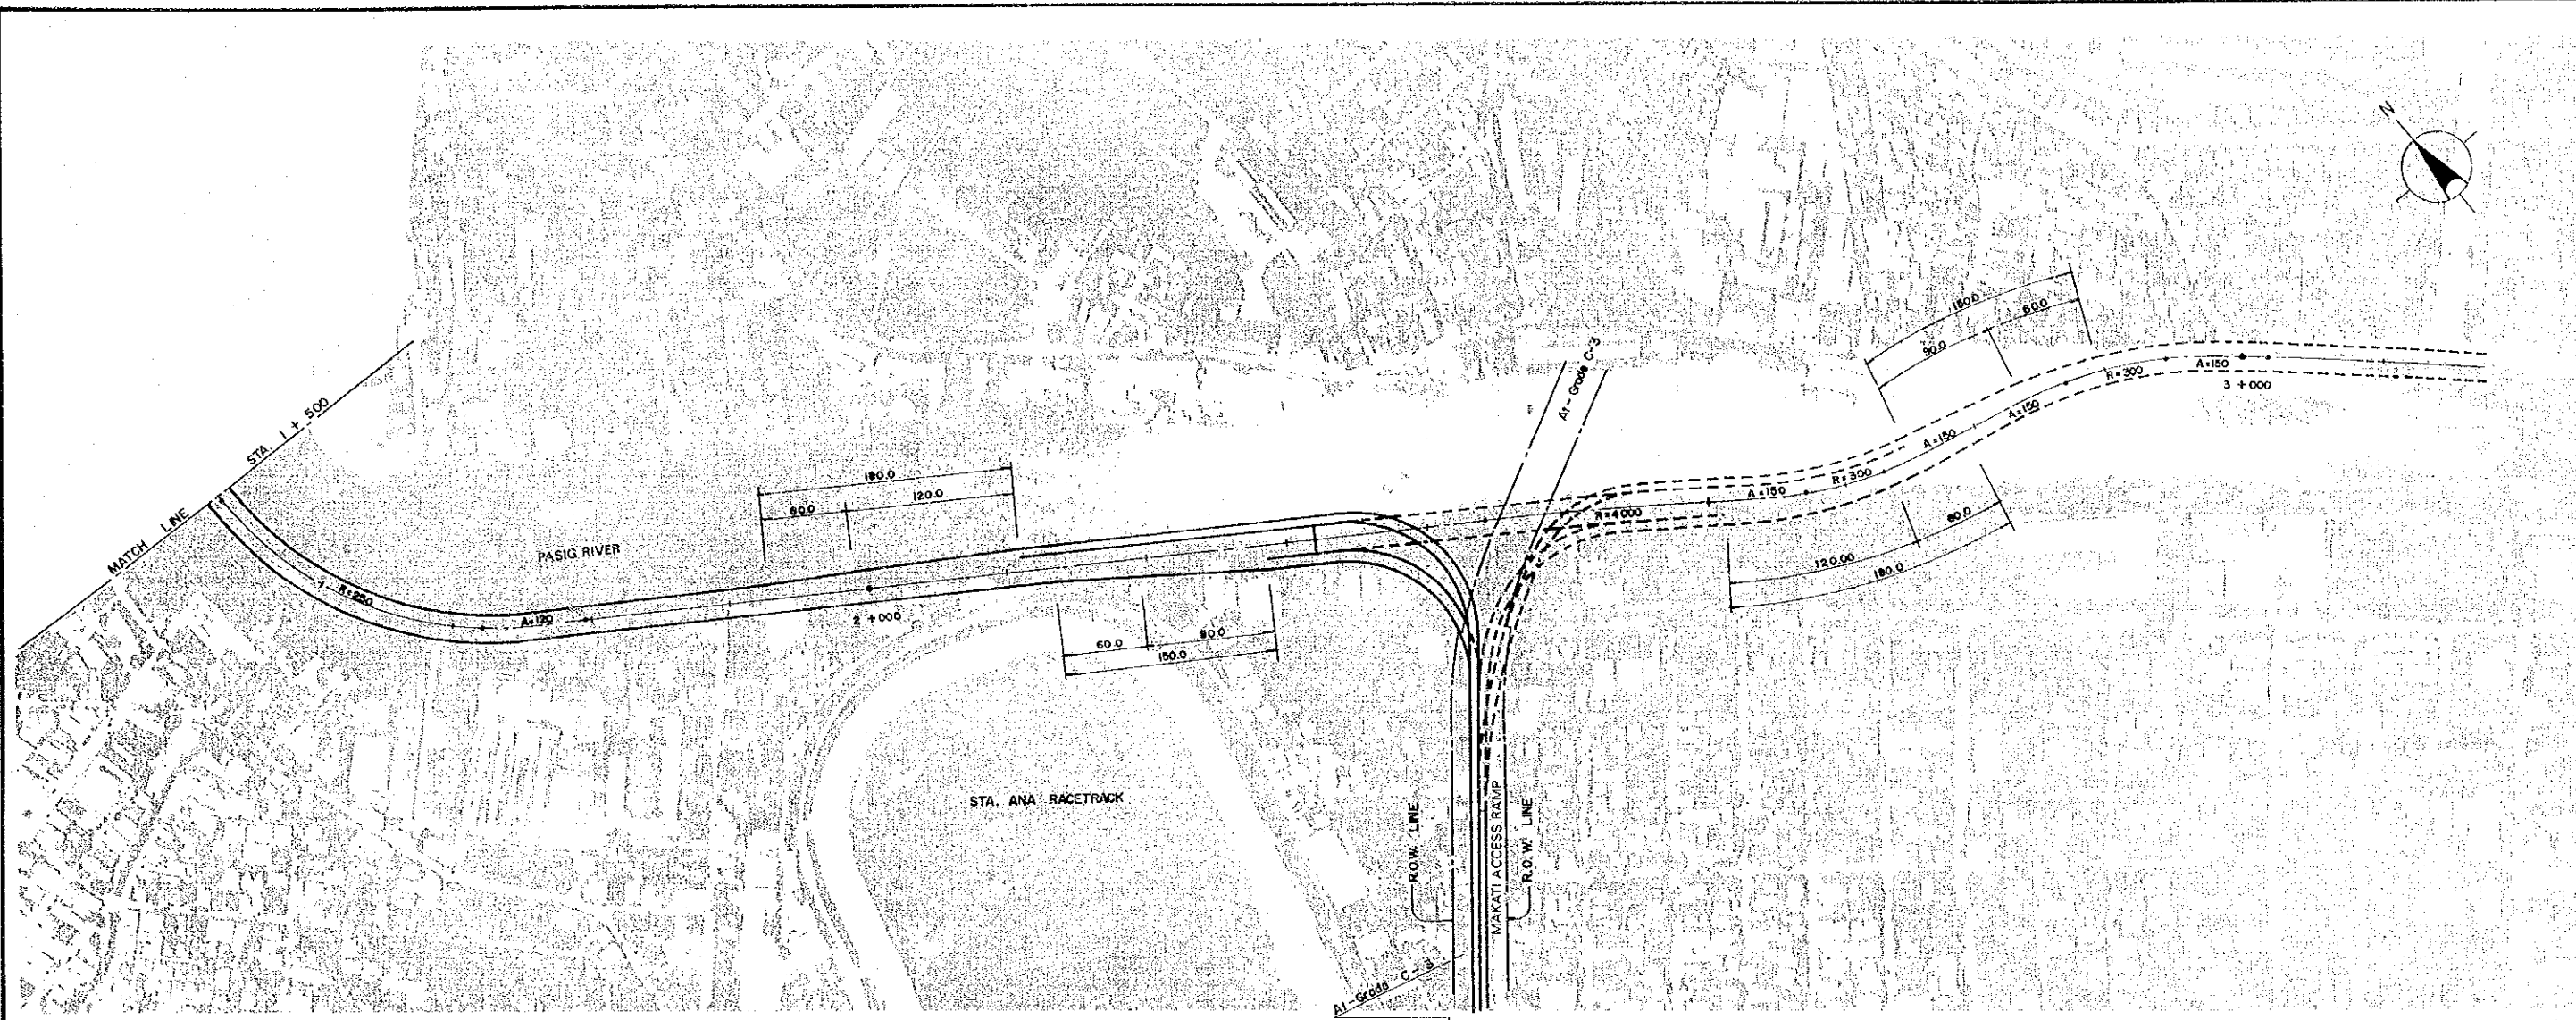 N
STA. 1 + 500
MATCH LINE
R=250
A=120
PASIG RIVER
180.0
60.0
120.0
2 +000
60.0
90.0
150.0
STA. ANA RACETRACK
At-Grade C-3
R=4000
A=150
R=300
A=150
A=150
R=300
A=150
3 +000
150.0
90.0
60.0
120.00
60.0
180.0
R.O.W. LINE
MAKATI ACCESS RAMP
R.O.W. LINE
At-Grade C-3